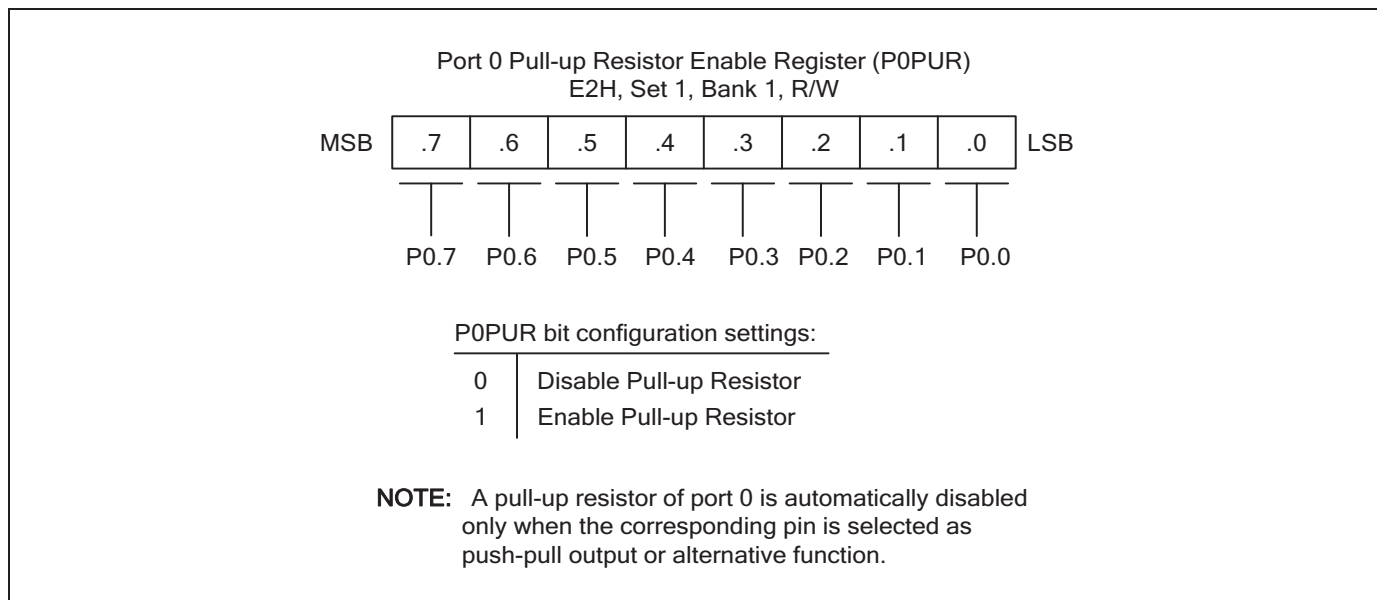 Port 0 Pull-up Resistor Enable Register (P0PUR)
E2H, Set 1, Bank 1, R/W
MSB .7 .6 .5 .4 .3 .2 .1 .0 LSB
P0.7 P0.6 P0.5 P0.4 P0.3 P0.2 P0.1 P0.0
P0PUR bit configuration settings:
0 Disable Pull-up Resistor
1 Enable Pull-up Resistor
NOTE: A pull-up resistor of port 0 is automatically disabled
only when the corresponding pin is selected as
push-pull output or alternative function.